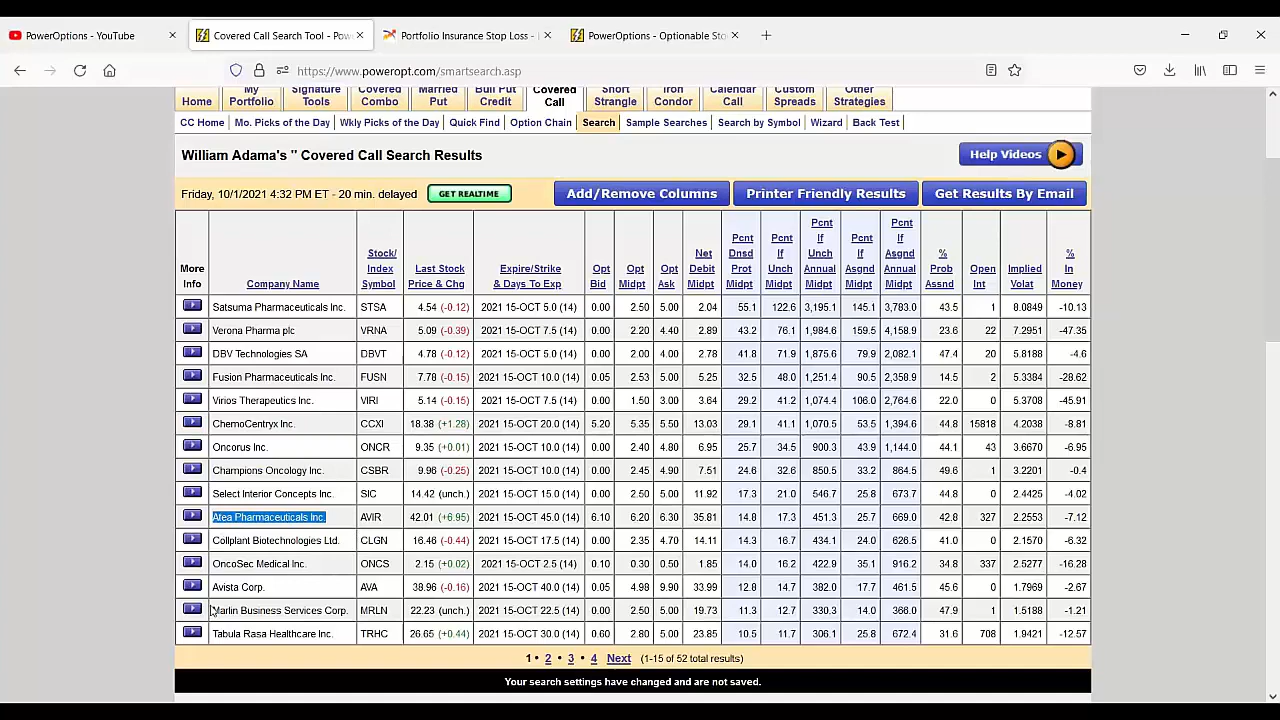 PowerOptions - YouTube
Covered Call Search Tool - Pow
Portfolio Insurance Stop Loss -
PowerOptions - Optionable Sto
https://www.poweropt.com/smartsearch.asp
Home
My Portfolio
Signature Tools
Covered Combo
Married Put
Bull Put Credit
Covered Call
Short Strangle
Iron Condor
Calendar Call
Custom Spreads
Other Strategies
CC Home | Mo. Picks of the Day | Wkly Picks of the Day | Quick Find | Option Chain | Search | Sample Searches | Search by Symbol | Wizard | Back Test |
William Adama's '' Covered Call Search Results
Help Videos
Friday, 10/1/2021 4:32 PM ET - 20 min. delayed GET REALTIME Add/Remove Columns Printer Friendly Results Get Results By Email
More Info
Company Name
Stock/ Index Symbol
Last Stock Price & Chg
Expire/Strike & Days To Exp
Opt Bid
Opt Midpt
Opt Ask
Net Debit Midpt
Pcnt Dnsd Prot Midpt
Pcnt If Unch Midpt
Pcnt If Unch Annual Midpt
Pcnt If Asgnd Midpt
Pcnt If Asgnd Annual Midpt
% Prob Assnd
Open Int
Implied Volat
% In Money
Satsuma Pharmaceuticals Inc. STSA 4.54 (-0.12) 2021 15-OCT 5.0 (14) 0.00 2.50 5.00 2.04 55.1 122.6 3,195.1 145.1 3,783.0 43.5 1 8.0849 -10.13
Verona Pharma plc VRNA 5.09 (-0.39) 2021 15-OCT 7.5 (14) 0.00 2.20 4.40 2.89 43.2 76.1 1,984.6 159.5 4,158.9 23.6 22 7.2951 -47.35
DBV Technologies SA DBVT 4.78 (-0.12) 2021 15-OCT 5.0 (14) 0.00 2.00 4.00 2.78 41.8 71.9 1,875.6 79.9 2,082.1 47.4 20 5.8188 -4.6
Fusion Pharmaceuticals Inc. FUSN 7.78 (-0.15) 2021 15-OCT 10.0 (14) 0.05 2.53 5.00 5.25 32.5 48.0 1,251.4 90.5 2,358.9 14.5 2 5.3384 -28.62
Virios Therapeutics Inc. VIRI 5.14 (-0.15) 2021 15-OCT 7.5 (14) 0.00 1.50 3.00 3.64 29.2 41.2 1,074.4 106.0 2,764.6 22.0 0 5.3708 -45.91
ChemoCentryx Inc. CCXI 18.38 (+1.28) 2021 15-OCT 20.0 (14) 5.20 5.35 5.50 13.03 29.1 41.1 1,070.5 53.5 1,394.6 44.8 15818 4.2038 -8.81
Oncorus Inc. ONCR 9.35 (+0.01) 2021 15-OCT 10.0 (14) 0.00 2.40 4.80 6.95 25.7 34.5 900.3 43.9 1,144.0 44.1 43 3.6670 -6.95
Champions Oncology Inc. CSBR 9.96 (-0.25) 2021 15-OCT 10.0 (14) 0.00 2.45 4.90 7.51 24.6 32.6 850.5 33.2 864.5 49.6 1 3.2201 -0.4
Select Interior Concepts Inc. SIC 14.42 (unch.) 2021 15-OCT 15.0 (14) 0.00 2.50 5.00 11.92 17.3 21.0 546.7 25.8 673.7 44.8 0 2.4425 -4.02
Atea Pharmaceuticals Inc. AVIR 42.01 (+6.95) 2021 15-OCT 45.0 (14) 6.10 6.20 6.30 35.81 14.8 17.3 451.3 25.7 669.0 42.8 327 2.2553 -7.12
Collplant Biotechnologies Ltd. CLGN 16.46 (-0.44) 2021 15-OCT 17.5 (14) 0.00 2.35 4.70 14.11 14.3 16.7 434.1 24.0 626.5 41.0 0 2.1570 -6.32
OncoSec Medical Inc. ONCS 2.15 (+0.02) 2021 15-OCT 2.5 (14) 0.10 0.30 0.50 1.85 14.0 16.2 422.9 35.1 916.2 34.8 337 2.5277 -16.28
Avista Corp. AVA 38.96 (-0.16) 2021 15-OCT 40.0 (14) 0.05 4.98 9.90 33.99 12.8 14.7 382.0 17.7 461.5 45.6 0 1.7969 -2.67
Marlin Business Services Corp. MRLN 22.23 (unch.) 2021 15-OCT 22.5 (14) 0.00 2.50 5.00 19.73 11.3 12.7 330.3 14.0 366.0 47.9 1 1.5188 -1.21
Tabula Rasa Healthcare Inc. TRHC 26.65 (+0.44) 2021 15-OCT 30.0 (14) 0.60 2.80 5.00 23.85 10.5 11.7 306.1 25.8 672.4 31.6 708 1.9421 -12.57
1 • 2 • 3 • 4 Next (1-15 of 52 total results)
Your search settings have changed and are not saved.